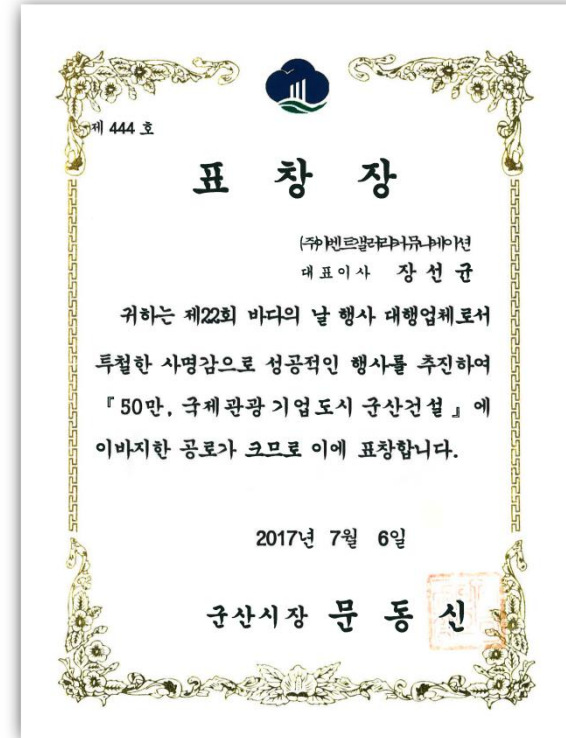 제 444 호
표 창 장
(주)이벤트갤러리커뮤니케이션
대표이사 장 선 균
귀하는 제22회 바다의 날 행사 대행업체로서
투철한 사명감으로 성공적인 행사를 추진하여
『50만, 국제관광 기업도시 군산건설』에
이바지한 공로가 크므로 이에 표창합니다.
2017년 7월 6일
군산시장 문 동 신